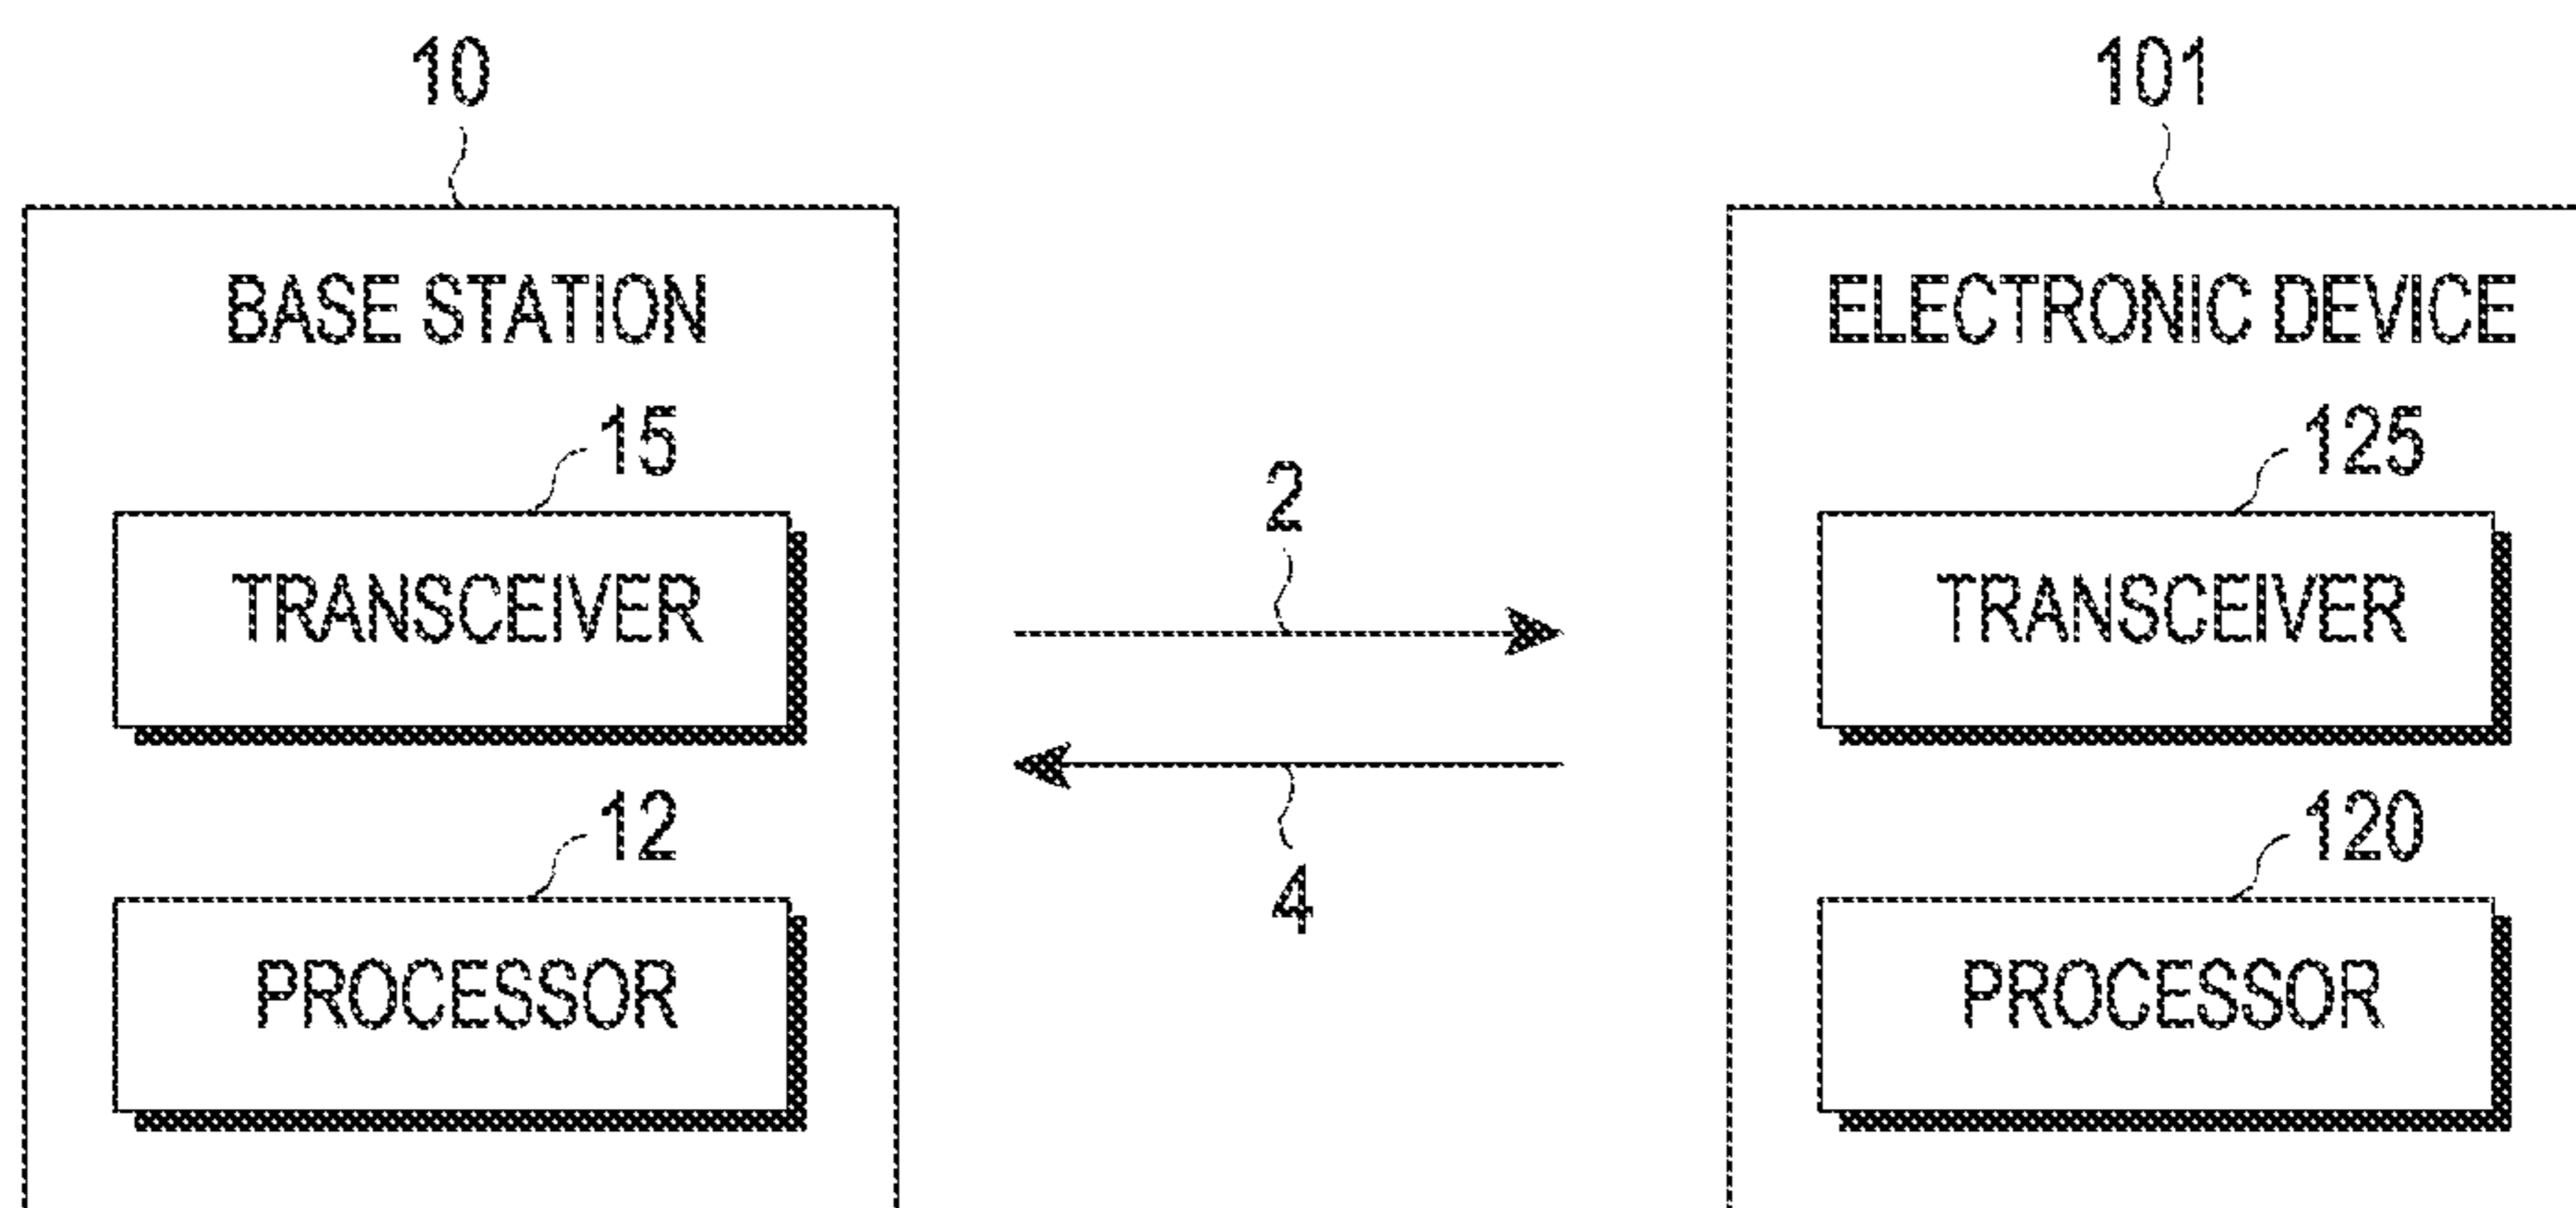 10
101
BASE STATION
ELECTRONIC DEVICE
15
125
2
TRANSCEIVER
TRANSCEIVER
12
120
4
PROCESSOR
PROCESSOR